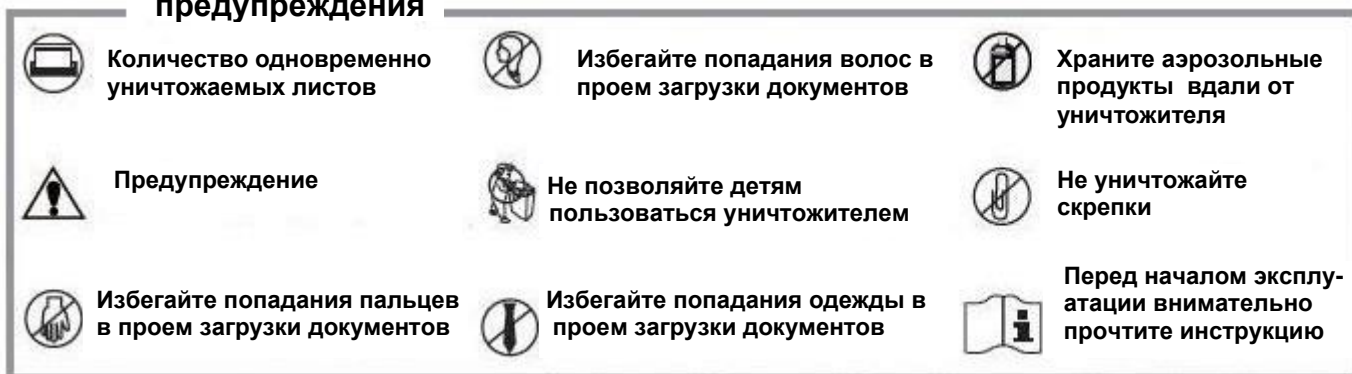 предупреждения
Количество одновременно
уничтожаемых листов
Избегайте попадания волос в
проем загрузки документов
Храните аэрозольные
продукты вдали от
уничтожителя
Предупреждение
Не позволяйте детям
пользоваться уничтожителем
Не уничтожайте
скрепки
Избегайте попадания пальцев
в проем загрузки документов
Избегайте попадания одежды в
проем загрузки документов
Перед началом эксплу-
атации внимательно
прочтите инструкцию